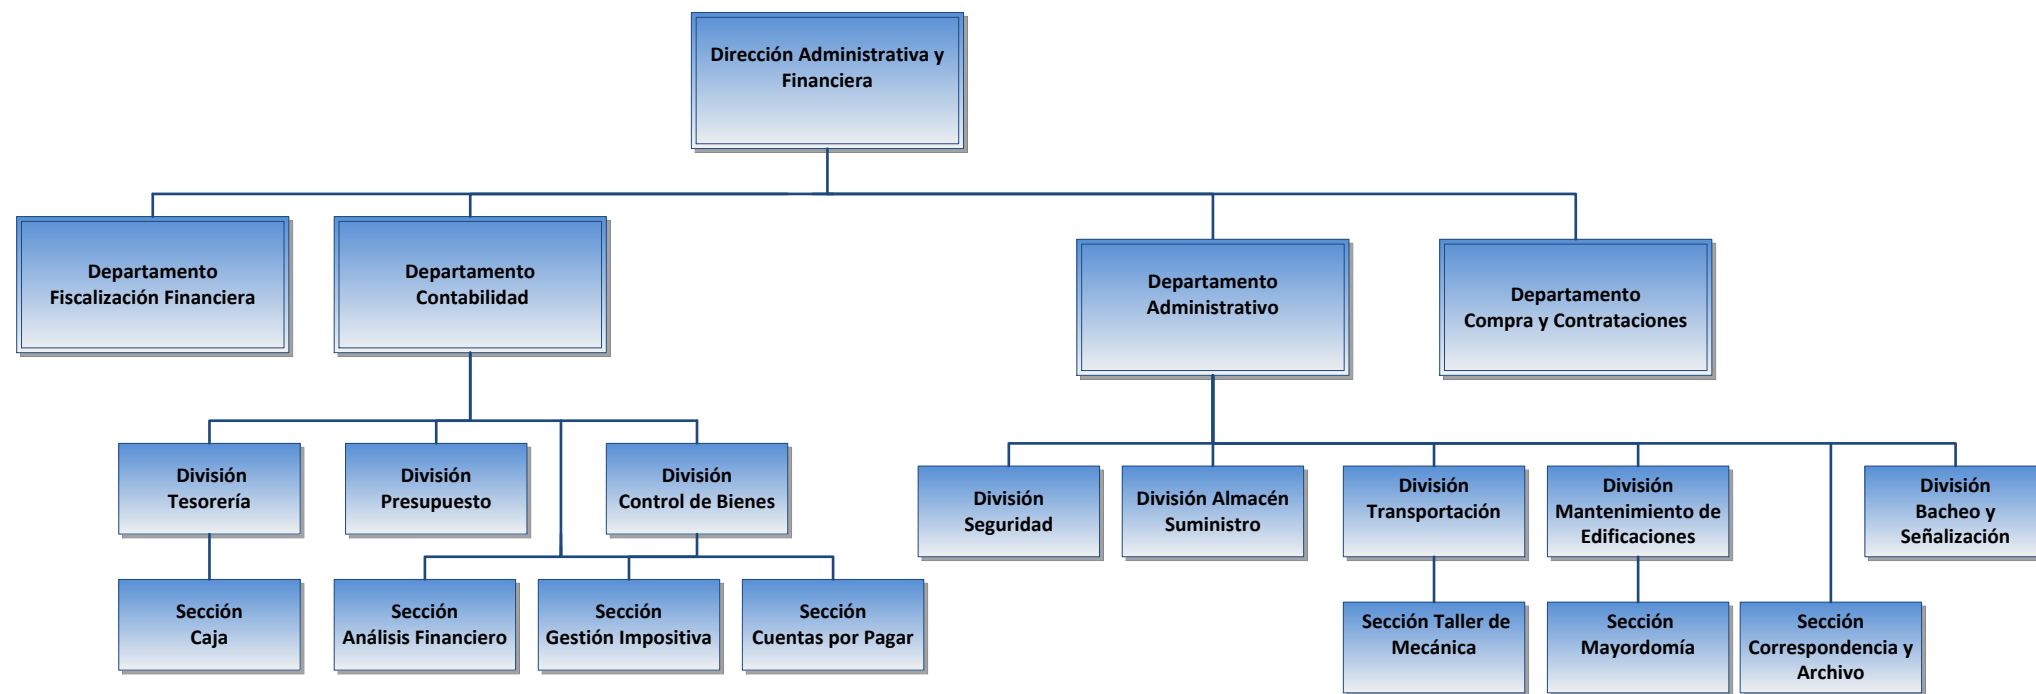 Dirección Administrativa y
Financiera
Departamento
Fiscalización Financiera
Departamento
Contabilidad
Departamento
Administrativo
Departamento
Compra y Contrataciones
División
Tesorería
División
Presupuesto
División
Control de Bienes
División
Seguridad
División Almacén
Suministro
División
Transportación
División
Mantenimiento de
Edificaciones
División
Bacheo y
Señalización
Sección
Caja
Sección
Análisis Financiero
Sección
Gestión Impositiva
Sección
Cuentas por Pagar
Sección Taller de
Mecánica
Sección
Mayordomía
Sección
Correspondencia y
Archivo